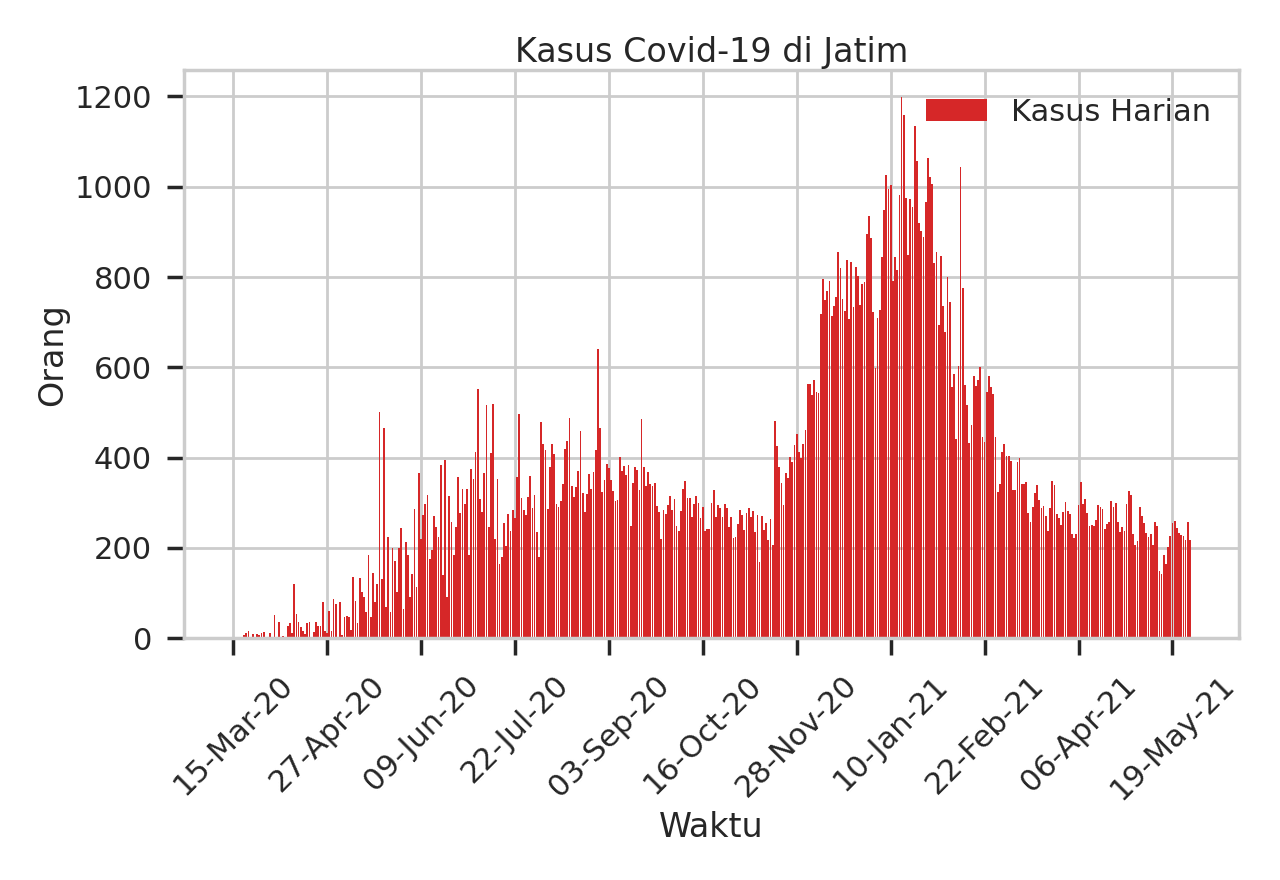 Kasus Covid-19 di Jatim
Kasus Harian
1200
1000
800
600
400
200
0
Orang
15-Mar-20
27-Apr-20
09-Jun-20
22-Jul-20
03-Sep-20
16-Oct-20
28-Nov-20
10-Jan-21
22-Feb-21
06-Apr-21
19-May-21
Waktu